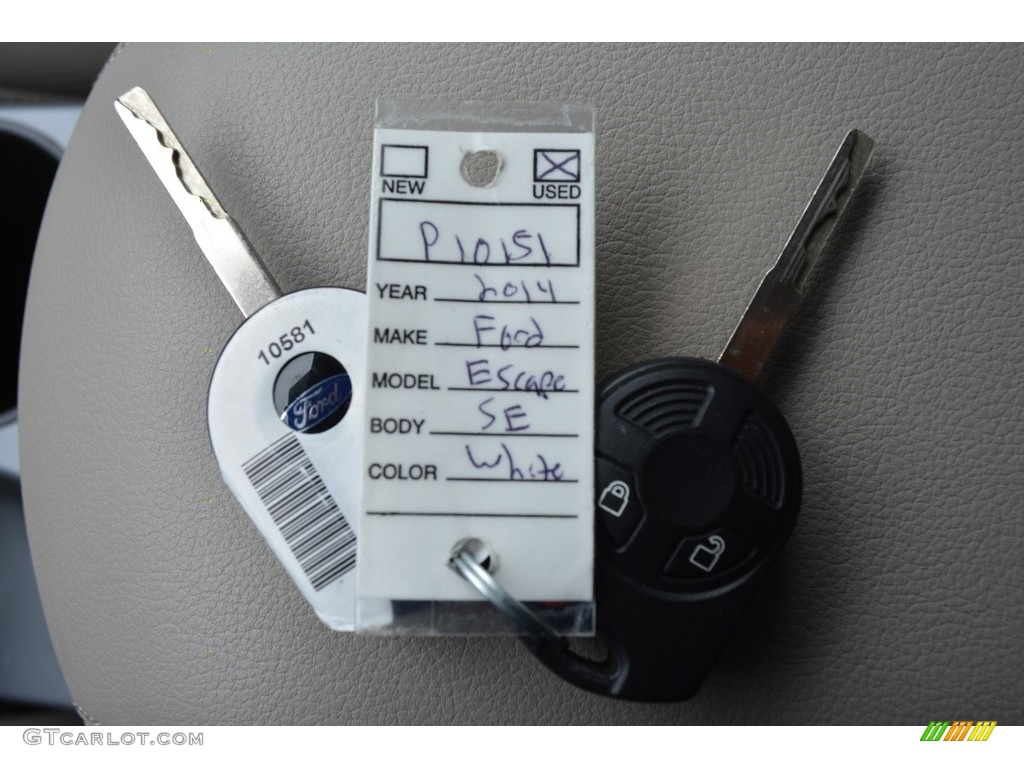 NEW USED
P10151
YEAR 2014
MAKE Ford
MODEL Escape
BODY SE
COLOR White
10581
Ford
GTCARLOT.COM